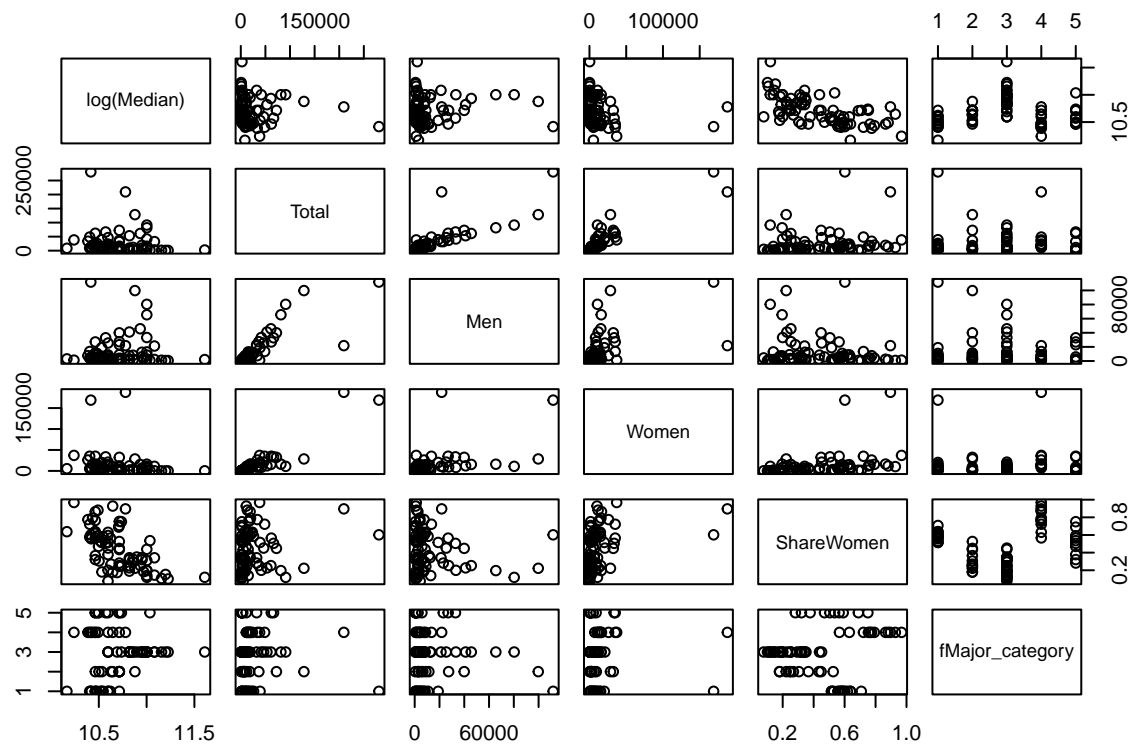 0 150000 0 100000 1 2 3 4 5
log(Median) 10.5
0 250000 Total
Men 0 80000
0 150000 Women
ShareWomen 0.2 0.8
1 3 5 fMajor_category
10.5 11.5 0 60000 0.2 0.6 1.0